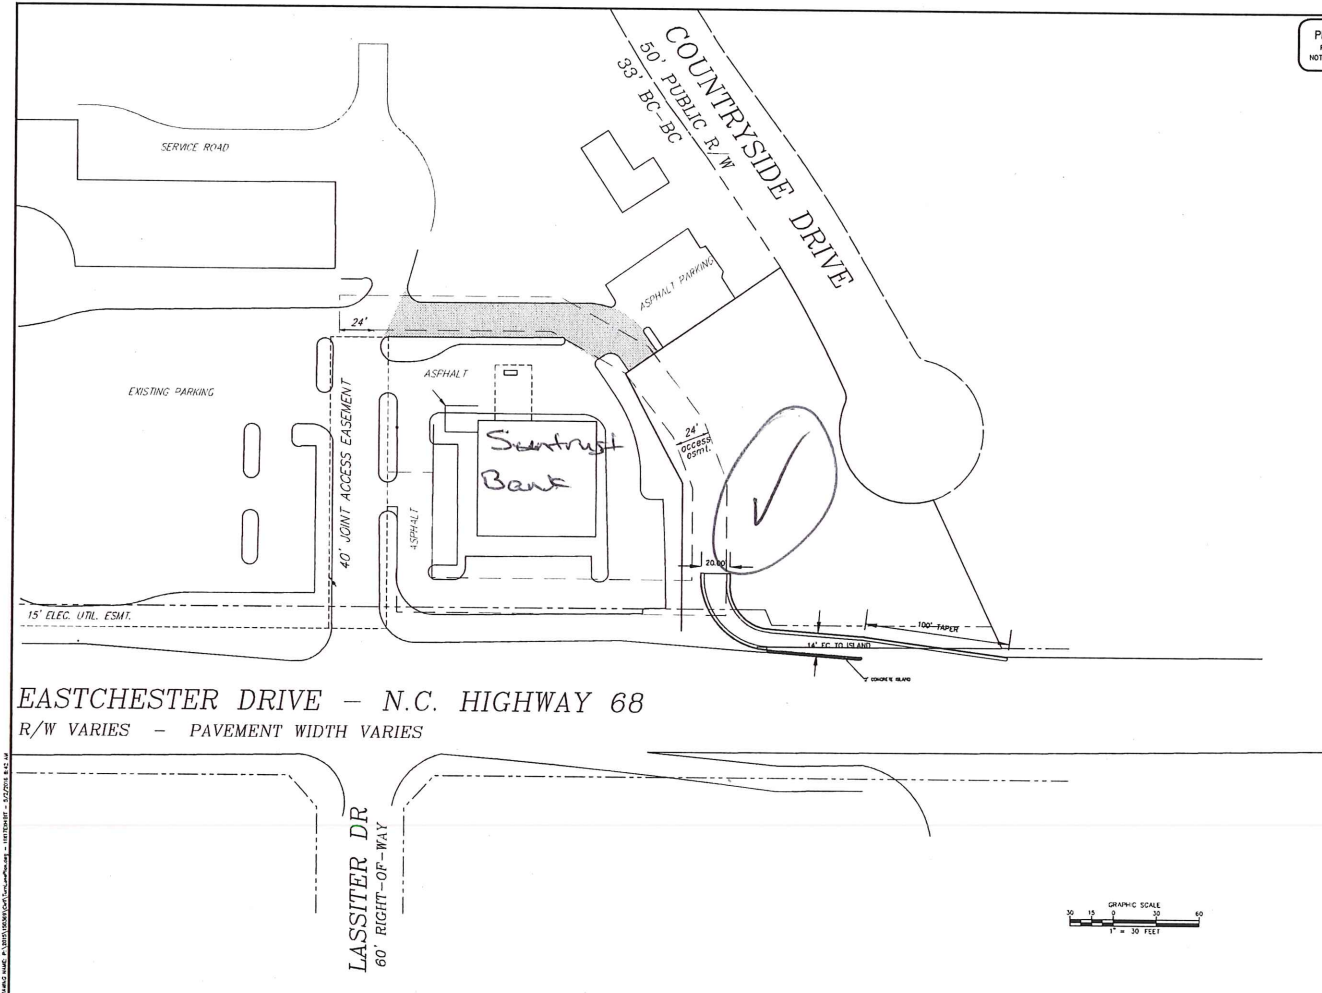 COUNTRYSIDE DRIVE
50' PUBLIC R/W
33' BC-BC
SERVICE ROAD
ASPHALT PARKING
24'
EXISTING PARKING
ASPHALT
40' JOINT ACCESS EASEMENT
Suntrust
Bank
24'
access
esmt.
ASPHALT
20.00
15' ELEC. UTIL. ESMT.
100' TAPER
14' FC TO ISLAND
CONCRETE ISLAND
EASTCHESTER DRIVE - N.C. HIGHWAY 68
R/W VARIES - PAVEMENT WIDTH VARIES
LASSITER DR
60' RIGHT-OF-WAY
GRAPHIC SCALE
30 15 0 30 60
1" = 30 FEET